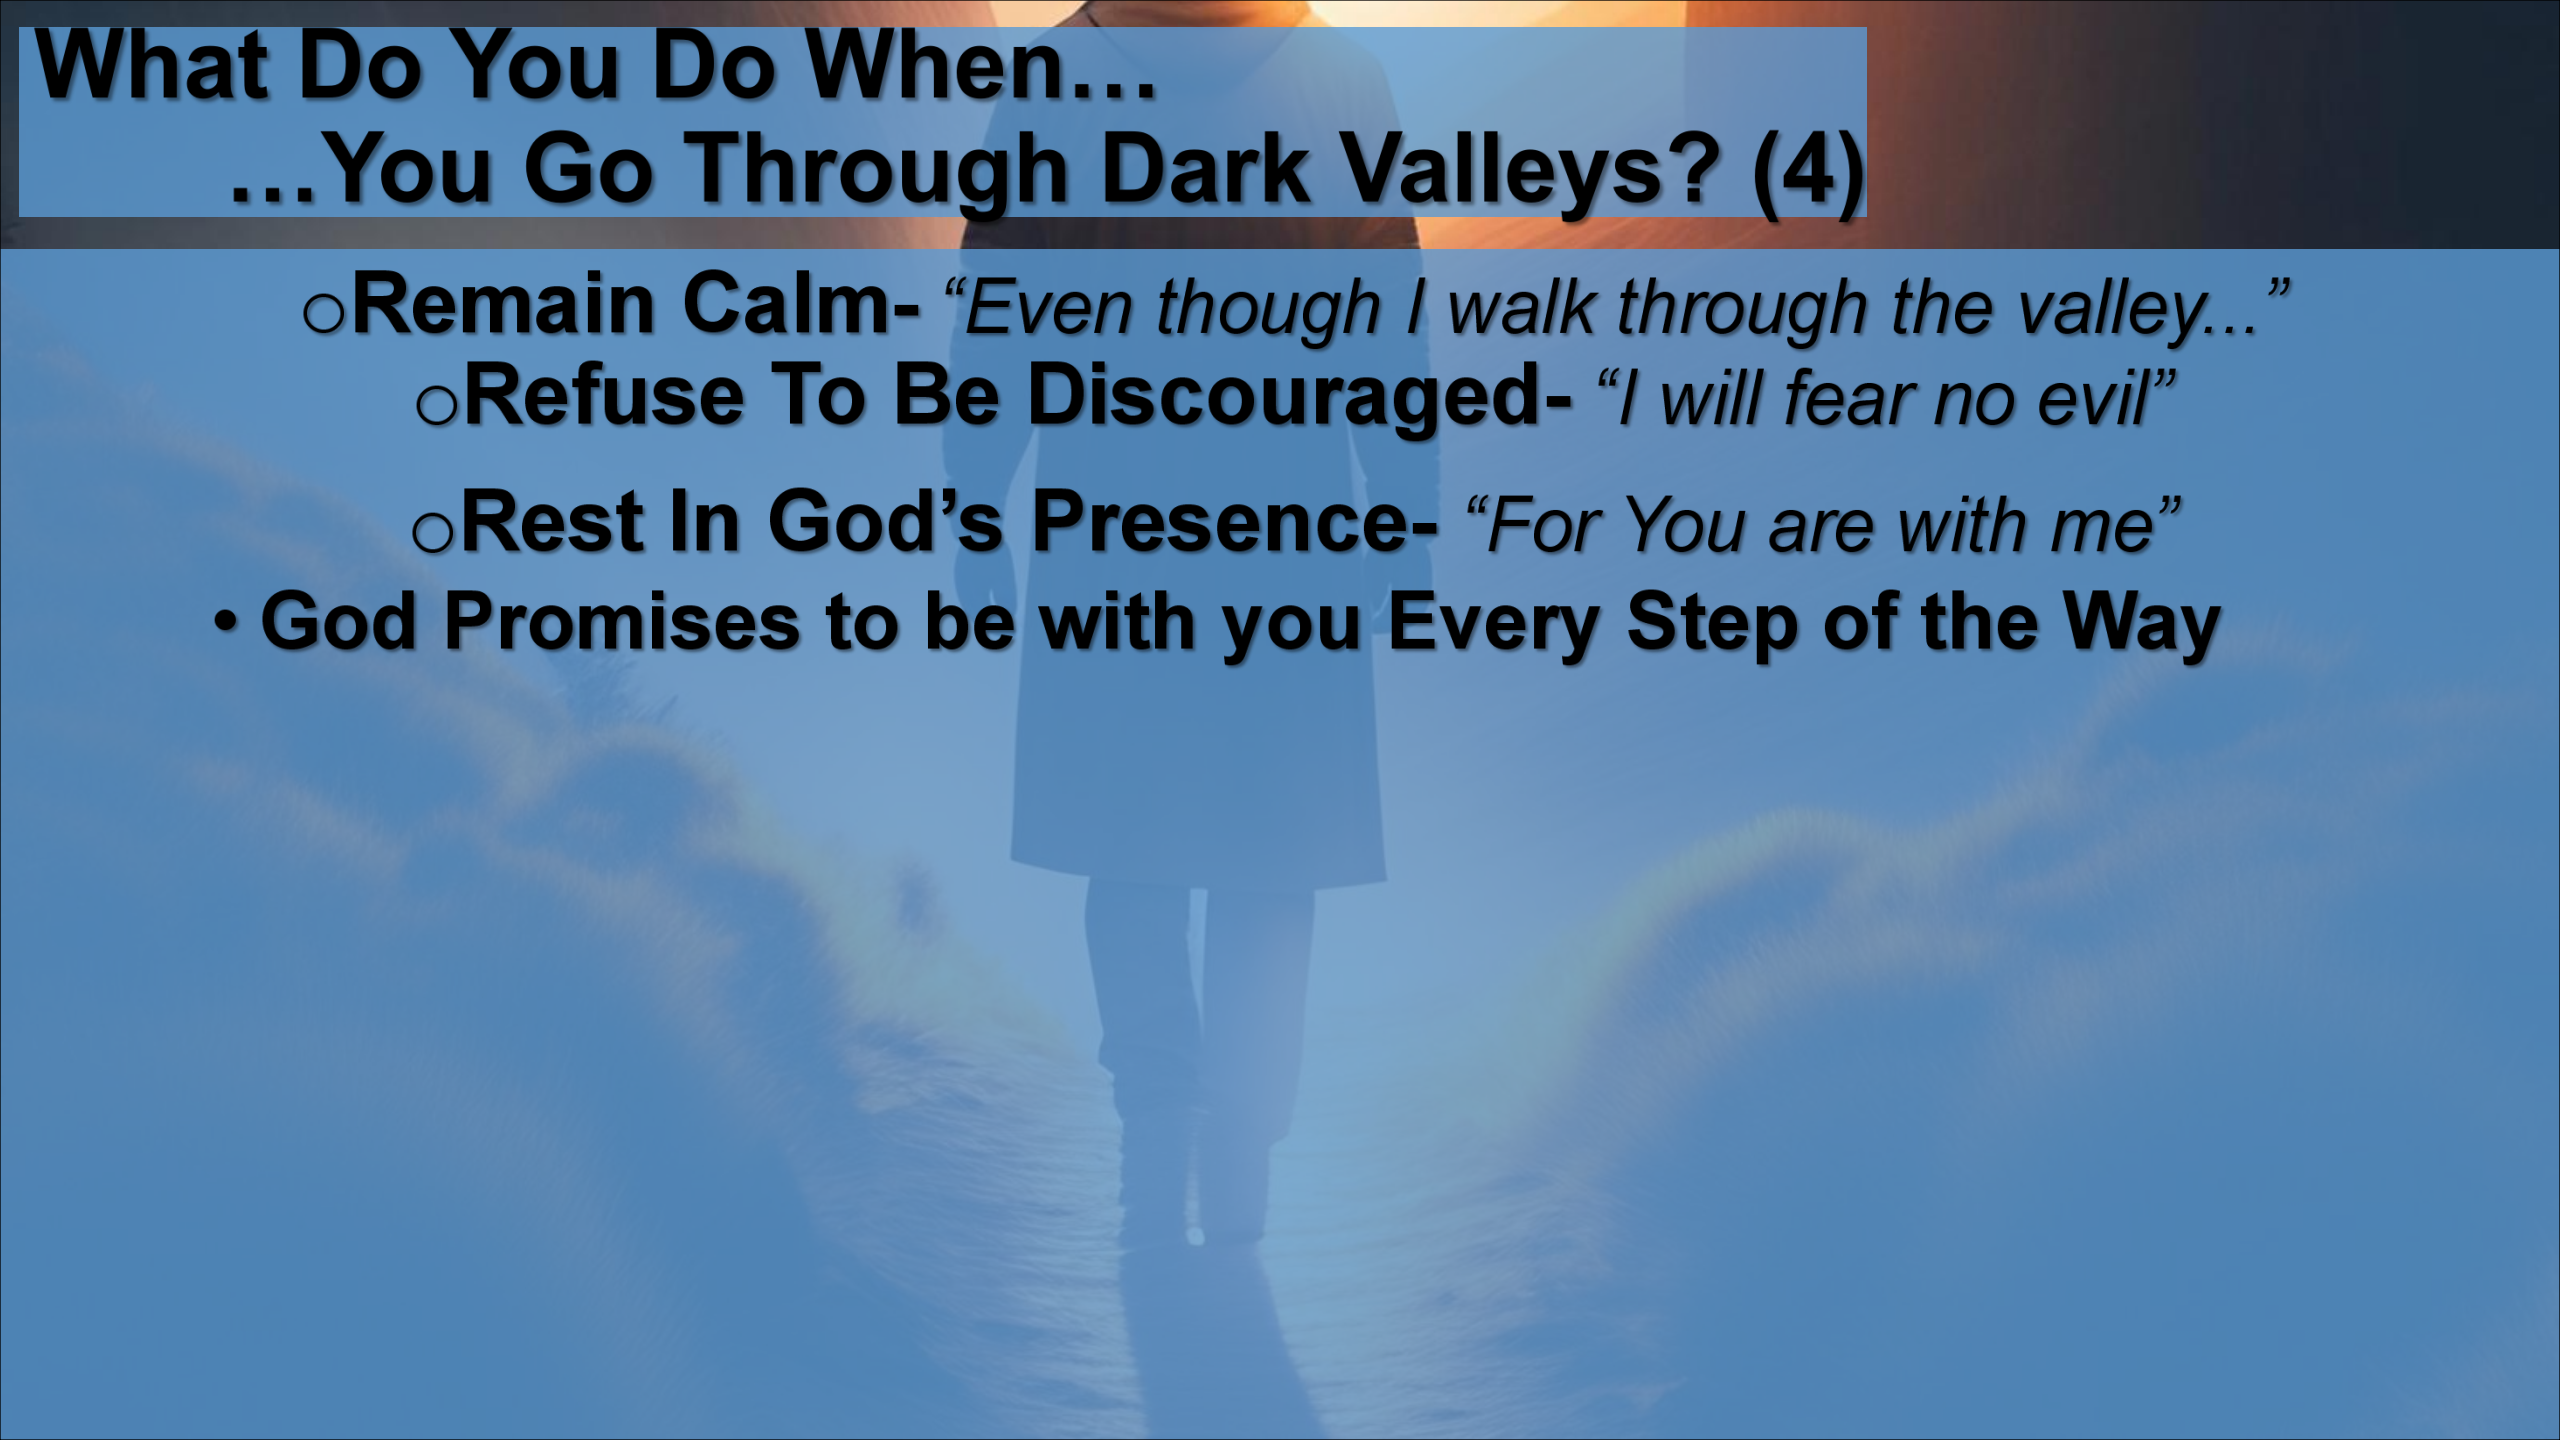 What Do You Do When…
…You Go Through Dark Valleys? (4)
oRemain Calm- “Even though I walk through the valley...”
oRefuse To Be Discouraged- “I will fear no evil”
oRest In God’s Presence- “For You are with me”
• God Promises to be with you Every Step of the Way